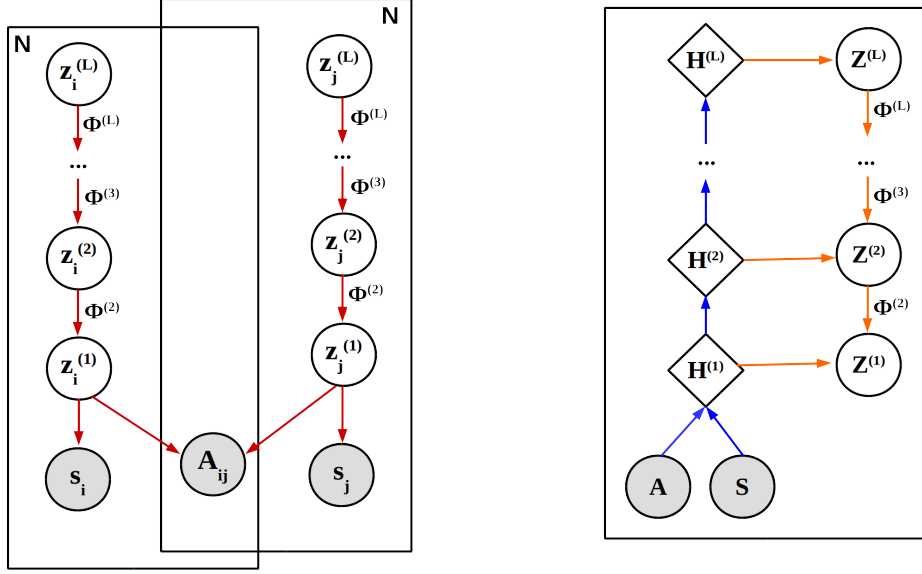 N
z_i^(L)
Φ^(L)
...
Φ^(3)
z_i^(2)
Φ^(2)
z_i^(1)
s_i
A_ij
N
z_j^(L)
Φ^(L)
...
Φ^(3)
z_j^(2)
Φ^(2)
z_j^(1)
s_j
H^(L)
Z^(L)
Φ^(L)
...
...
Φ^(3)
H^(2)
Z^(2)
Φ^(2)
H^(1)
Z^(1)
A
S